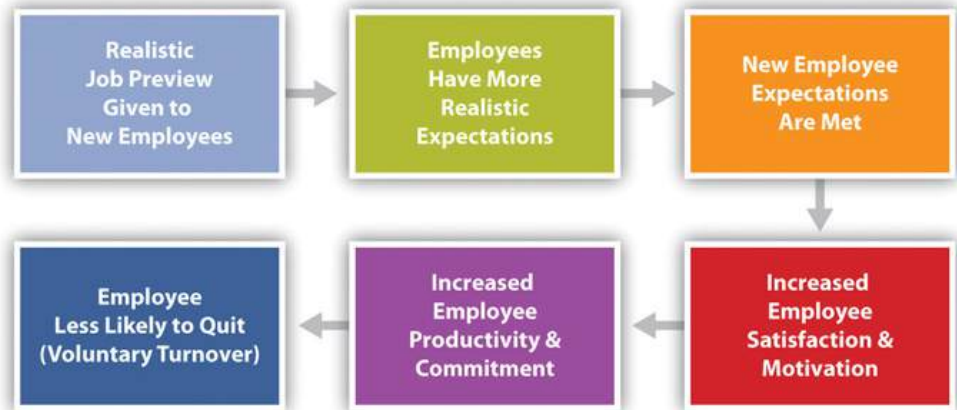 Realistic
Job Preview
Given to
New Employees
Employees
Have More
Realistic
Expectations
New Employee
Expectations
Are Met
Increased
Employee
Satisfaction &
Motivation
Increased
Employee
Productivity &
Commitment
Employee
Less Likely to Quit
(Voluntary Turnover)